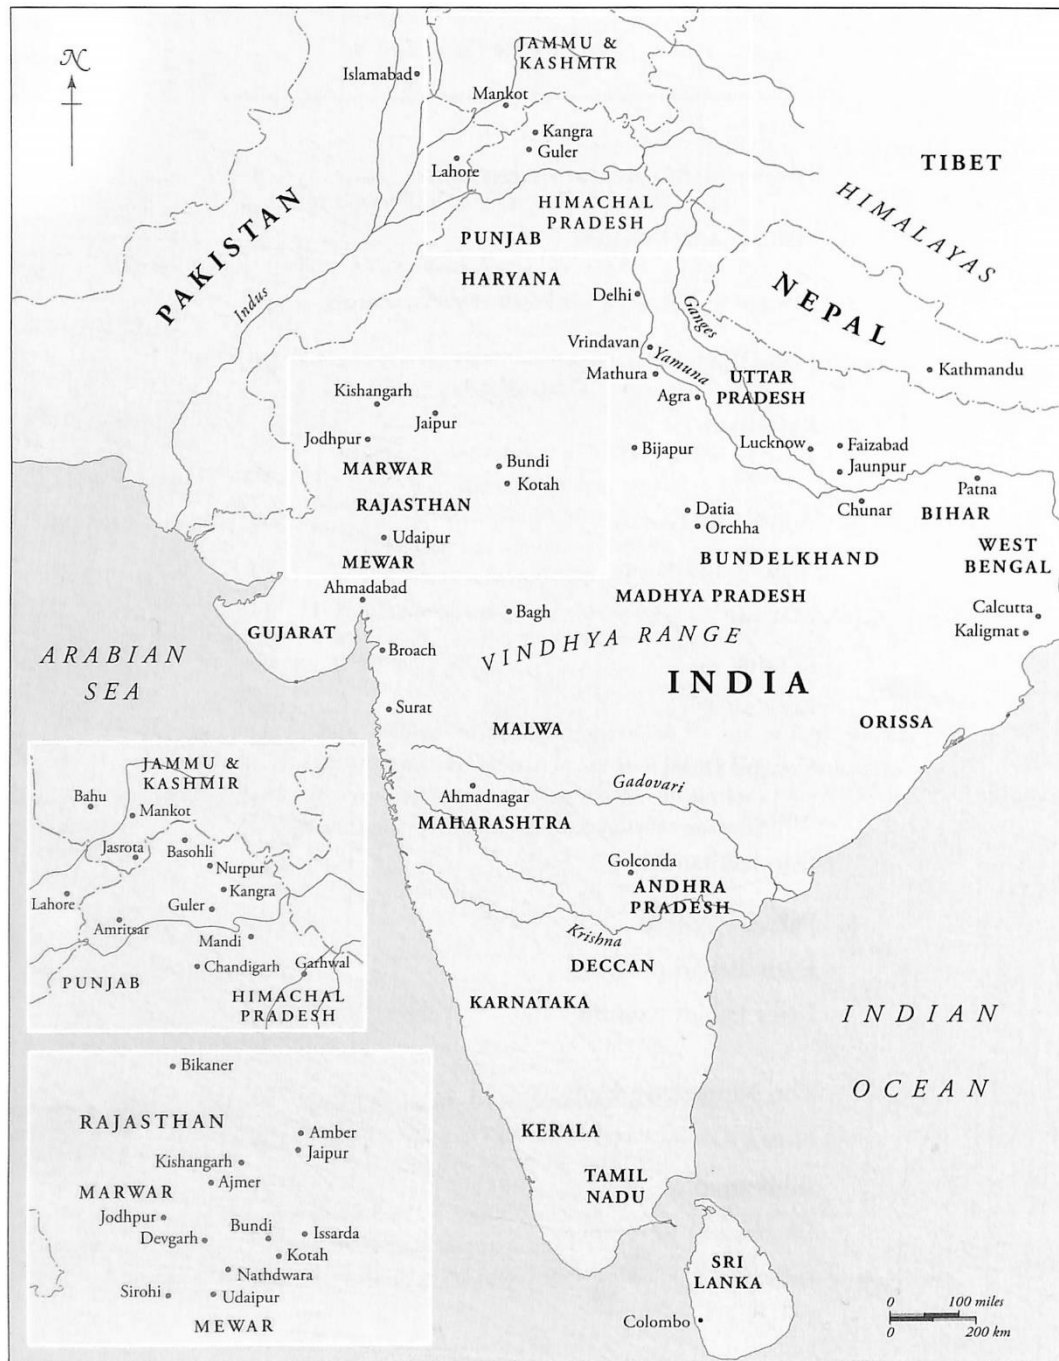 N
JAMMU &
KASHMIR
Islamabad
Mankot
Kangra
Guler
Lahore
TIBET
HIMALAYAS
HIMACHAL
PRADESH
PAKISTAN
PUNJAB
HARYANA
Indus
Delhi
Ganges
NEPAL
Vrindavan
Yamuna
Mathura
Agra
UTTAR
PRADESH
Kathmandu
Kishangarh
Jaipur
Jodhpur
MARWAR
Bundi
Kotah
Bijapur
Lucknow
Faizabad
Jaunpur
Patna
RAJASTHAN
Datia
Orchha
Chunar
BIHAR
Udaipur
MEWAR
BUNDELKHAND
WEST
BENGAL
Ahmadabad
MADHYA PRADESH
Bagh
Calcutta
Kaligmat
GUJARAT
VINDHYA RANGE
ARABIAN
SEA
Broach
INDIA
Surat
MALWA
ORISSA
Gadovari
Ahmadnagar
MAHARASHTRA
Golconda
ANDHRA
PRADESH
Krishna
DECCAN
KARNATAKA
INDIAN
OCEAN
KERALA
TAMIL
NADU
SRI
LANKA
Colombo
0 100 miles
0 200 km
JAMMU &
KASHMIR
Bahu
Mankot
Jasrota
Basohli
Nurpur
Kangra
Lahore
Guler
Amritsar
Mandi
Chandigarh
Garhwal
PUNJAB
HIMACHAL
PRADESH
Bikaner
RAJASTHAN
Amber
Jaipur
Kishangarh
Ajmer
MARWAR
Jodhpur
Bundi
Issarda
Devgarh
Kotah
Nathdwara
Sirohi
Udaipur
MEWAR